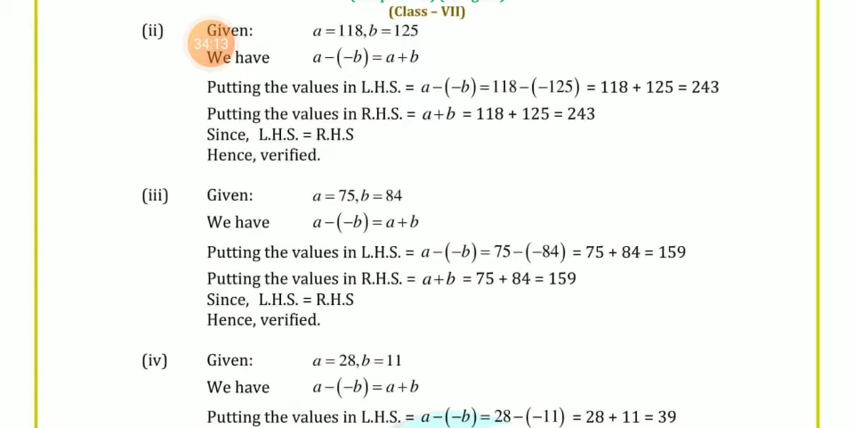 (Class – VII)
(ii) Given: a = 118, b = 125
34:13
We have a − (−b) = a + b
Putting the values in L.H.S. = a − (−b) = 118 − (−125) = 118 + 125 = 243
Putting the values in R.H.S. = a + b = 118 + 125 = 243
Since, L.H.S. = R.H.S
Hence, verified.
(iii) Given: a = 75, b = 84
We have a − (−b) = a + b
Putting the values in L.H.S. = a − (−b) = 75 − (−84) = 75 + 84 = 159
Putting the values in R.H.S. = a + b = 75 + 84 = 159
Since, L.H.S. = R.H.S
Hence, verified.
(iv) Given: a = 28, b = 11
We have a − (−b) = a + b
Putting the values in L.H.S. = a − (−b) = 28 − (−11) = 28 + 11 = 39